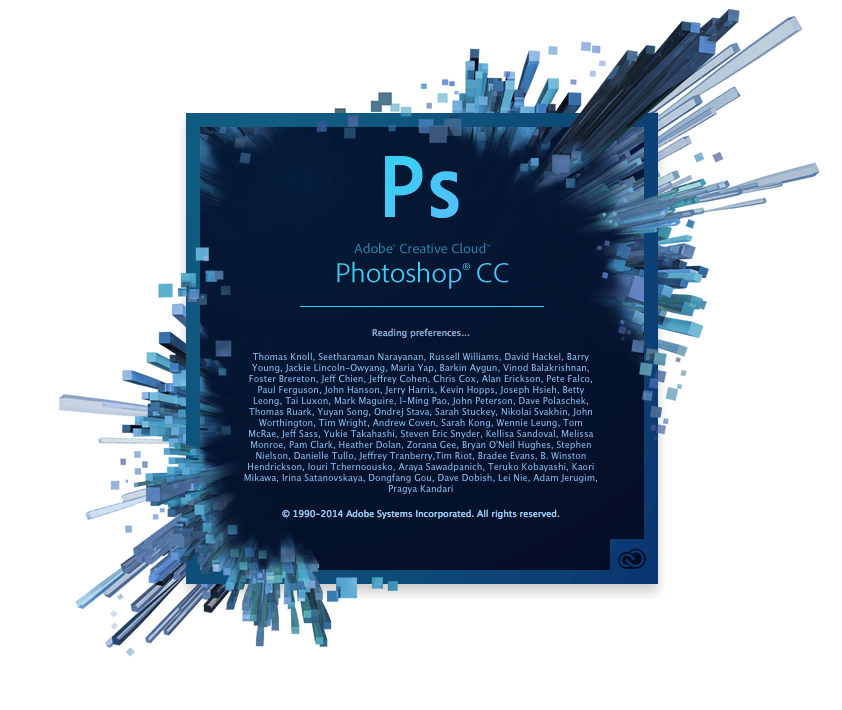 Ps
Adobe® Creative Cloud™
Photoshop® CC
Reading preferences...
Thomas Knoll, Seetharaman Narayanan, Russell Williams, David Hackel, Barry
Young, Jackie Lincoln-Owyang, Maria Yap, Barkin Aygun, Vinod Balakrishnan,
Foster Brereton, Jeff Chien, Jeffrey Cohen, Chris Cox, Alan Erickson, Pete Falco,
Paul Ferguson, John Hanson, Jerry Harris, Kevin Hopps, Joseph Hsieh, Betty
Leong, Tai Luxon, Mark Maguire, I-Ming Pao, John Peterson, Dave Polaschek,
Thomas Ruark, Yuyan Song, Ondrej Stava, Sarah Stuckey, Nikolai Svakhin, John
Worthington, Tim Wright, Andrew Coven, Sarah Kong, Wennie Leung, Tom
McRae, Jeff Sass, Yukie Takahashi, Steven Eric Snyder, Kellisa Sandoval, Melissa
Monroe, Pam Clark, Heather Dolan, Zorana Gee, Bryan O'Neil Hughes, Stephen
Nielson, Danielle Tullo, Jeffrey Tranberry,Tim Riot, Bradee Evans, B. Winston
Hendrickson, Iouri Tchernoousko, Araya Sawadpanich, Teruko Kobayashi, Kaori
Mikawa, Irina Satanovskaya, Dongfang Gou, Dave Dobish, Lei Nie, Adam Jerugim,
Pragya Kandari
© 1990-2014 Adobe Systems Incorporated. All rights reserved.